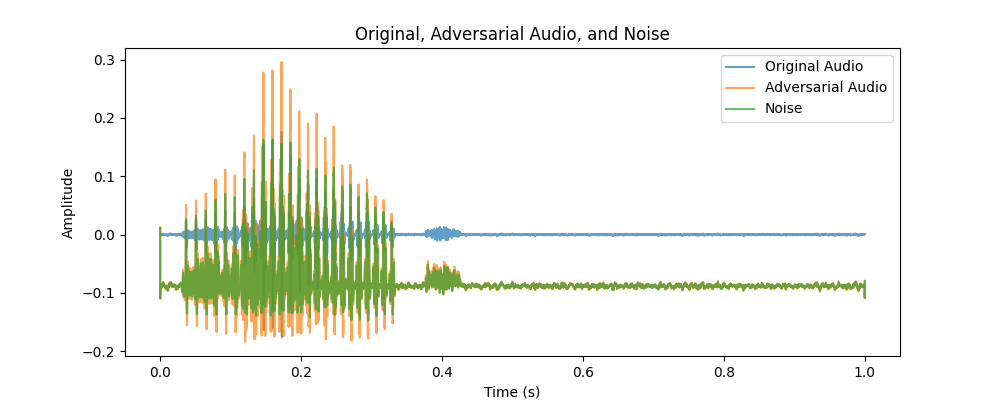 Original, Adversarial Audio, and Noise
Original Audio
Adversarial Audio
Noise
Amplitude
0.3
0.2
0.1
0.0
−0.1
−0.2
0.0 0.2 0.4 0.6 0.8 1.0
Time (s)